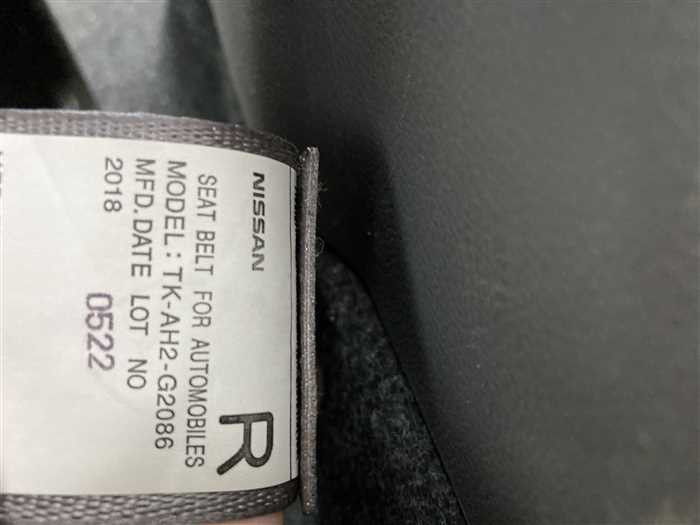 NISSAN
R
SEAT BELT FOR AUTOMOBILES
MODEL:TK-AH2-G2086
MFD.DATE LOT NO
2018 0522